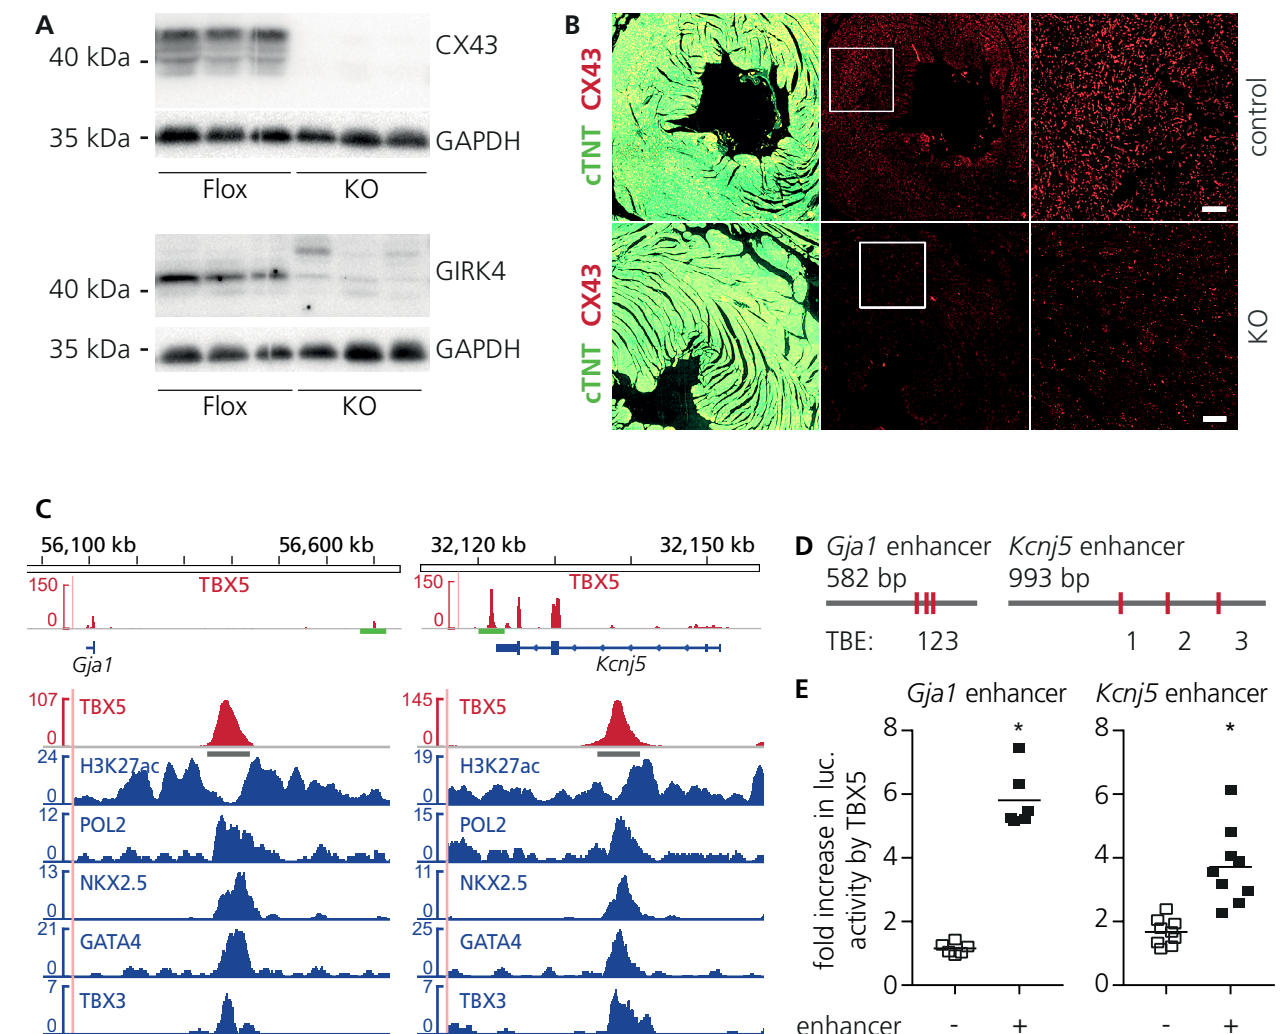 A
40 kDa -
CX43
35 kDa -
GAPDH
Flox
KO
GIRK4
40 kDa -
35 kDa -
GAPDH
Flox
KO
B
cTNT CX43
control
cTNT CX43
KO
C
56,100 kb
56,600 kb
150
TBX5
0
Gja1
107
TBX5
0
24
H3K27ac
0
12
POL2
0
13
NKX2.5
0
21
GATA4
0
7
TBX3
0
32,120 kb
32,150 kb
150
TBX5
0
Kcnj5
145
TBX5
0
19
H3K27ac
0
15
POL2
0
11
NKX2.5
0
25
GATA4
0
7
TBX3
0
D
Gja1 enhancer
582 bp
Kcnj5 enhancer
993 bp
TBE: 123
1 2 3
E
Gja1 enhancer
Kcnj5 enhancer
fold increase in luc.
activity by TBX5
8
6
4
2
0
*
8
6
4
2
0
*
enhancer - + - +